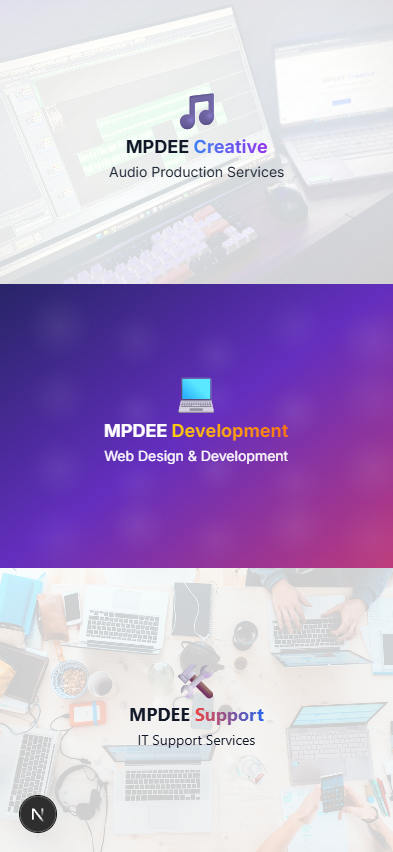 MPDEE Creative
Audio Production Services
MPDEE Development
Web Design & Development
MPDEE Support
IT Support Services
N